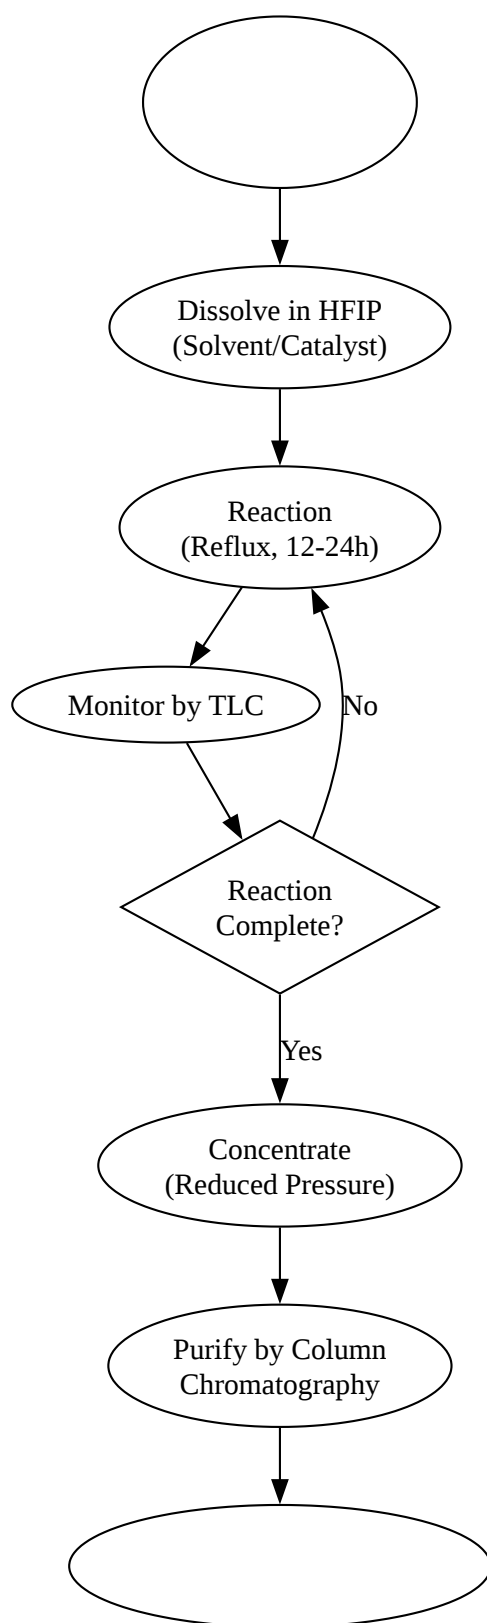 Dissolve in HFIP
(Solvent/Catalyst)
Reaction
(Reflux, 12-24h)
Monitor by TLC
No
Reaction
Complete?
Yes
Concentrate
(Reduced Pressure)
Purify by Column
Chromatography